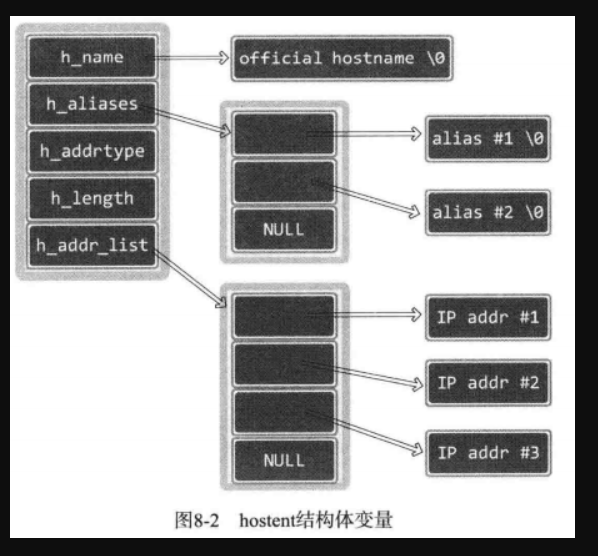 h_name
official hostname \0
h_aliases
h_addrtype
h_length
h_addr_list
alias #1 \0
alias #2 \0
NULL
IP addr #1
IP addr #2
IP addr #3
NULL
图8-2 hostent结构体变量